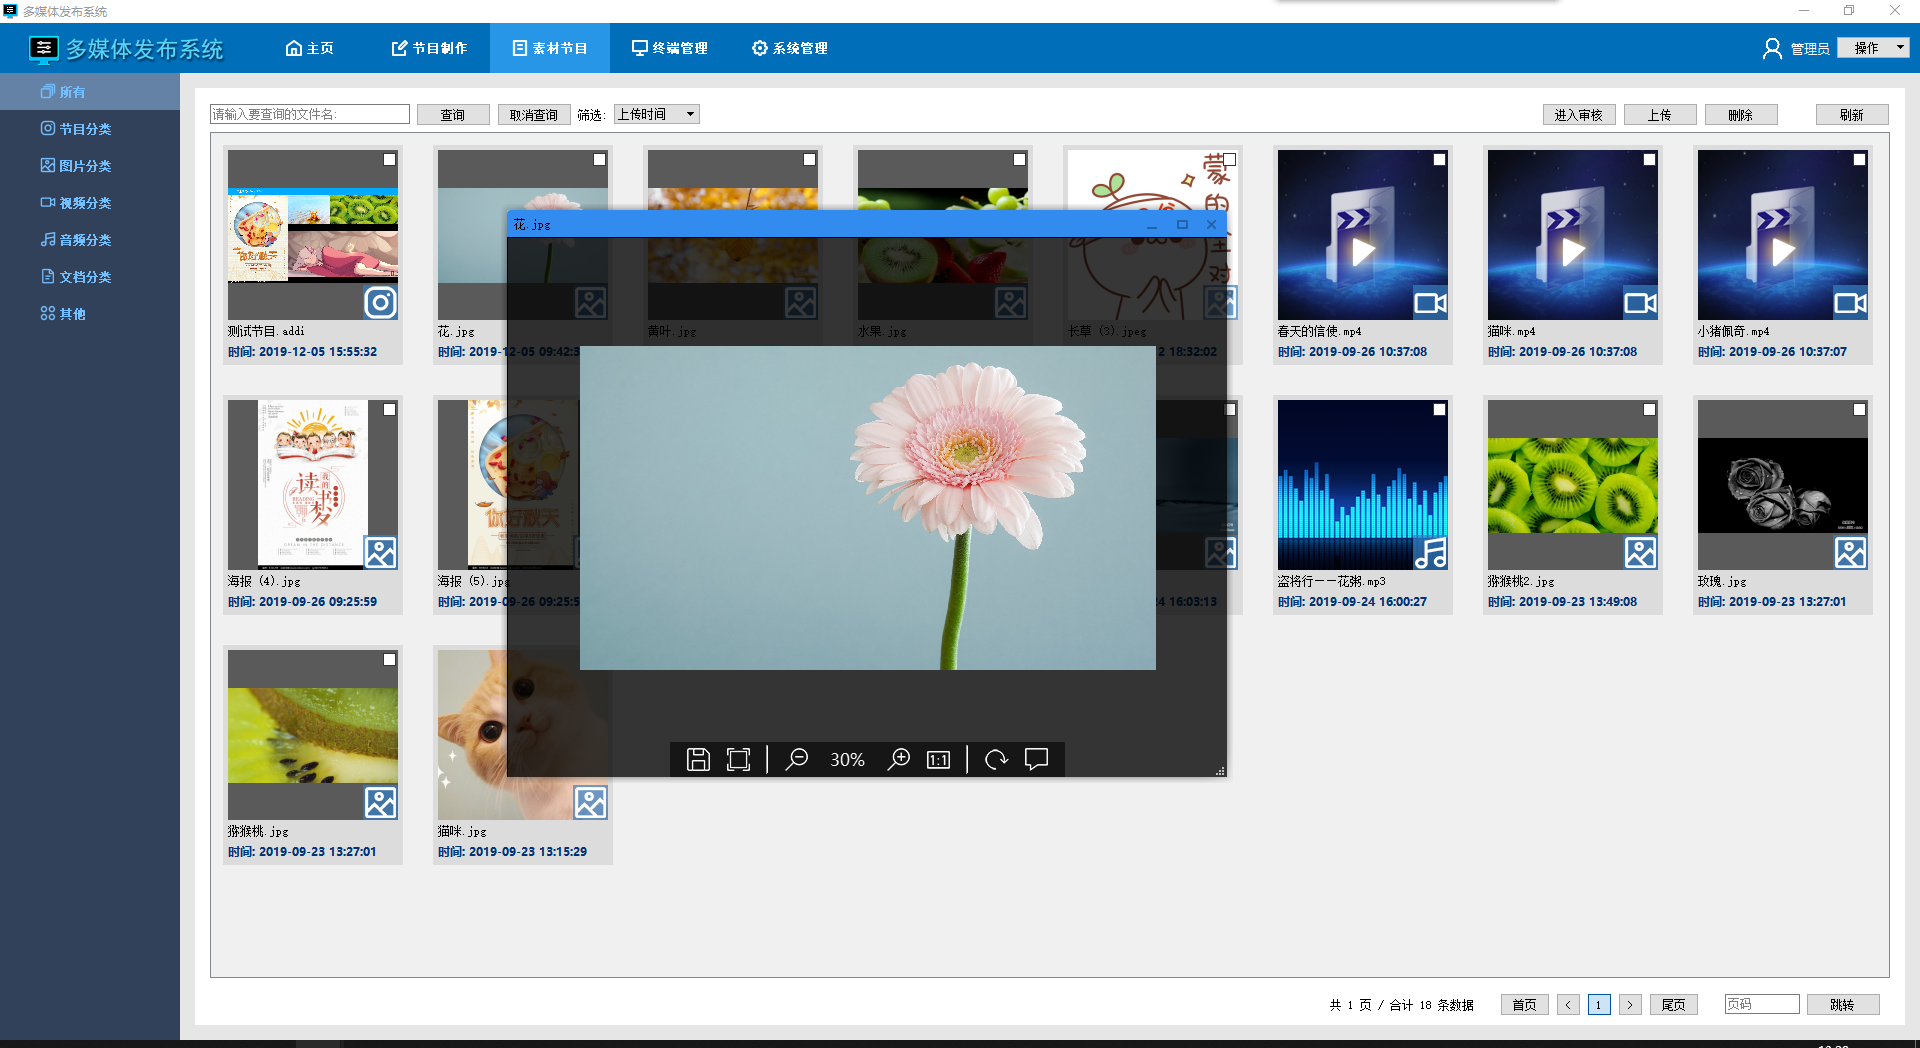 多媒体发布系统
多媒体发布系统
主页
节目制作
素材节目
终端管理
系统管理
管理员
操作
所有
节目分类
图片分类
视频分类
音频分类
文档分类
其他
请输入要查询的文件名:
查询
取消查询
筛选:
上传时间
进入审核
上传
删除
刷新
测试节目.addi
时间: 2019-12-05 15:55:32
花.jpg
时间: 2019-12-05 09:42:3
黄叶.jpg
水果.jpg
长草 (3).jpeg
2 18:32:02
春天的信使.mp4
时间: 2019-09-26 10:37:08
猫咪.mp4
时间: 2019-09-26 10:37:08
小猪佩奇.mp4
时间: 2019-09-26 10:37:07
花.jpg
我的
读书梦
READING
海报 (4).jpg
时间: 2019-09-26 09:25:59
你好秋天
海报 (5).jpg
时间: 2019-09-26 09:25:5
24 16:03:13
盗将行——花粥.mp3
时间: 2019-09-24 16:00:27
猕猴桃2.jpg
时间: 2019-09-23 13:49:08
玫瑰.jpg
时间: 2019-09-23 13:27:01
猕猴桃.jpg
时间: 2019-09-23 13:27:01
猫咪.jpg
时间: 2019-09-23 13:15:29
30%
1:1
共 1 页 / 合计 18 条数据
首页
<
1
>
尾页
页码
跳转